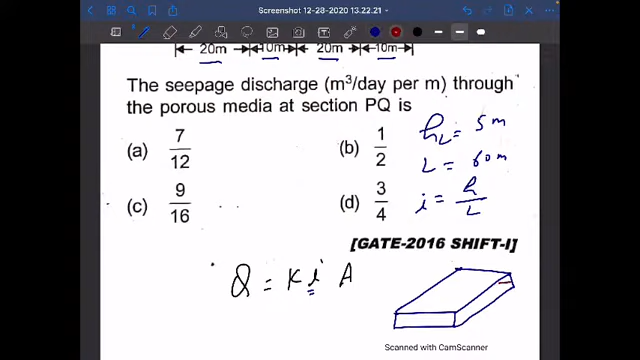 Screenshot 12-28-2020 13.22.21
20m 10m 20m 10m
The seepage discharge (m³/day per m) through
the porous media at section PQ is
(a) 7/12
(b) 1/2
(c) 9/16
(d) 3/4
[GATE-2016 SHIFT-I]
h_L = 5 m
L = 60 m
i = h/L
Q = K i A
Scanned with CamScanner